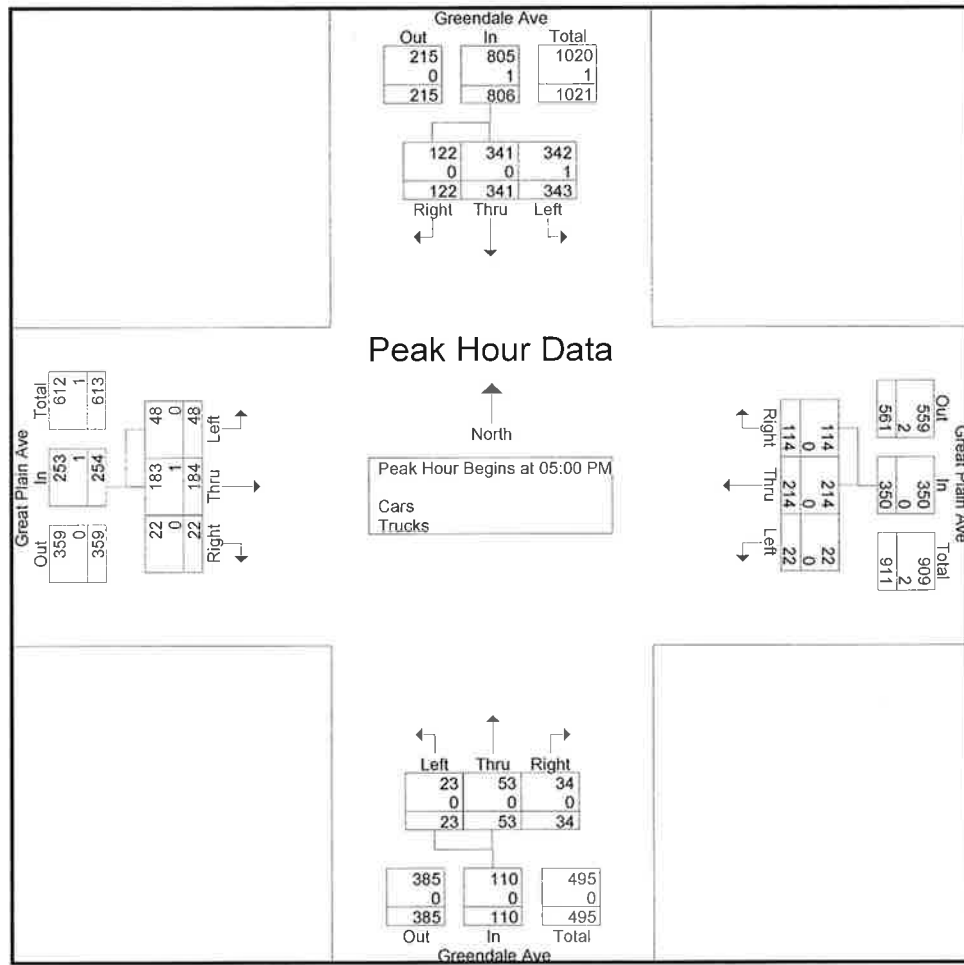 Greendale Ave
Out In Total
215 805 1020
0 1 1
215 806 1021
122 341 342
0 0 1
122 341 343
Right Thru Left
Peak Hour Data
North
Peak Hour Begins at 05:00 PM
Cars
Trucks
Great Plain Ave
Out In Total
359 253 612
0 1 1
359 254 613
22 183 48
0 1 0
22 184 48
Right Thru Left
Great Plain Ave
Out In Total
559 350 909
2 0 2
561 350 911
114 214 22
0 0 0
114 214 22
Right Thru Left
Left Thru Right
23 53 34
0 0 0
23 53 34
385 110 495
0 0 0
385 110 495
Out In Total
Greendale Ave